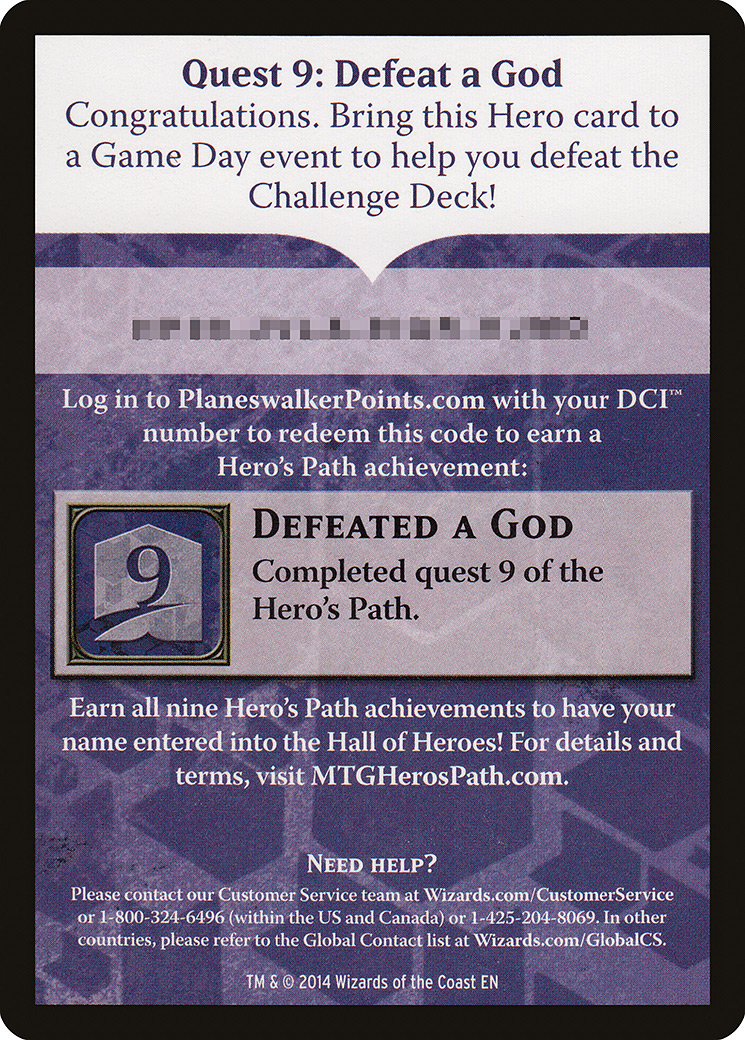 Quest 9: Defeat a God
Congratulations. Bring this Hero card to
a Game Day event to help you defeat the
Challenge Deck!
Log in to PlaneswalkerPoints.com with your DCI™
number to redeem this code to earn a
Hero's Path achievement:
9
Defeated a God
Completed quest 9 of the
Hero's Path.
Earn all nine Hero's Path achievements to have your
name entered into the Hall of Heroes! For details and
terms, visit MTGHerosPath.com.
Need help?
Please contact our Customer Service team at Wizards.com/CustomerService
or 1-800-324-6496 (within the US and Canada) or 1-425-204-8069. In other
countries, please refer to the Global Contact list at Wizards.com/GlobalCS.
TM & © 2014 Wizards of the Coast EN